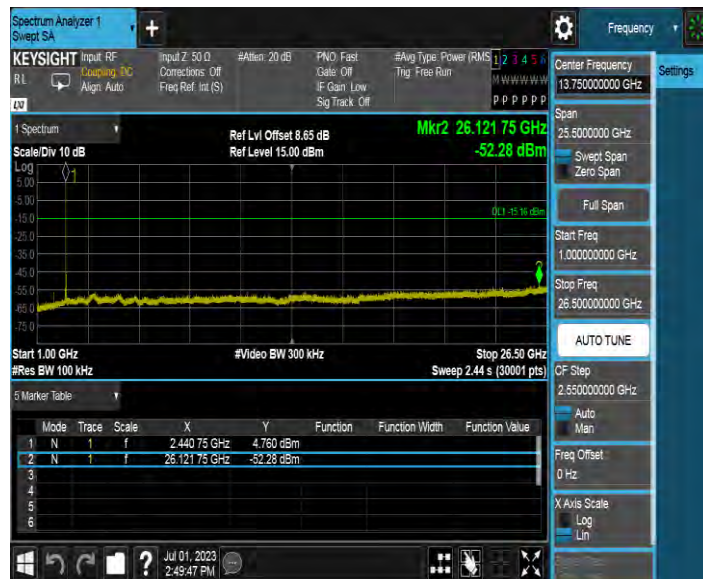 Spectrum Analyzer 1
Swept SA
+
Frequency
KEYSIGHT
RL
Input: RF
Coupling: DC
Align: Auto
Input Z: 50 Ω
Corrections: Off
Freq Ref: Int (S)
#Atten: 20 dB
PNO: Fast
Gate: Off
IF Gain: Low
Sig Track: Off
#Avg Type: Power (RMS
Trig: Free Run
1 2 3 4 5 6
M W W W W W
P P P P P P
Settings
Center Frequency
13.750000000 GHz
Span
25.5000000 GHz
Swept Span
Zero Span
Full Span
Start Freq
1.000000000 GHz
Stop Freq
26.500000000 GHz
AUTO TUNE
CF Step
2.550000000 GHz
Auto
Man
Freq Offset
0 Hz
X Axis Scale
Log
Lin
1 Spectrum
Scale/Div 10 dB
Ref Lvl Offset 8.65 dB
Ref Level 15.00 dBm
Mkr2 26.121 75 GHz
-52.28 dBm
Log
1
5.00
-5.00
-15.0
DL1 -15.16 dBm
-25.0
-35.0
-45.0
2
-55.0
-65.0
-75.0
Start 1.00 GHz
#Video BW 300 kHz
Stop 26.50 GHz
#Res BW 100 kHz
Sweep 2.44 s (30001 pts)
5 Marker Table
Mode Trace Scale X Y Function Function Width Function Value
1 N 1 f 2.440 75 GHz 4.760 dBm
2 N 1 f 26.121 75 GHz -52.28 dBm
3
4
5
6
?
Jul 01, 2023
2:49:47 PM